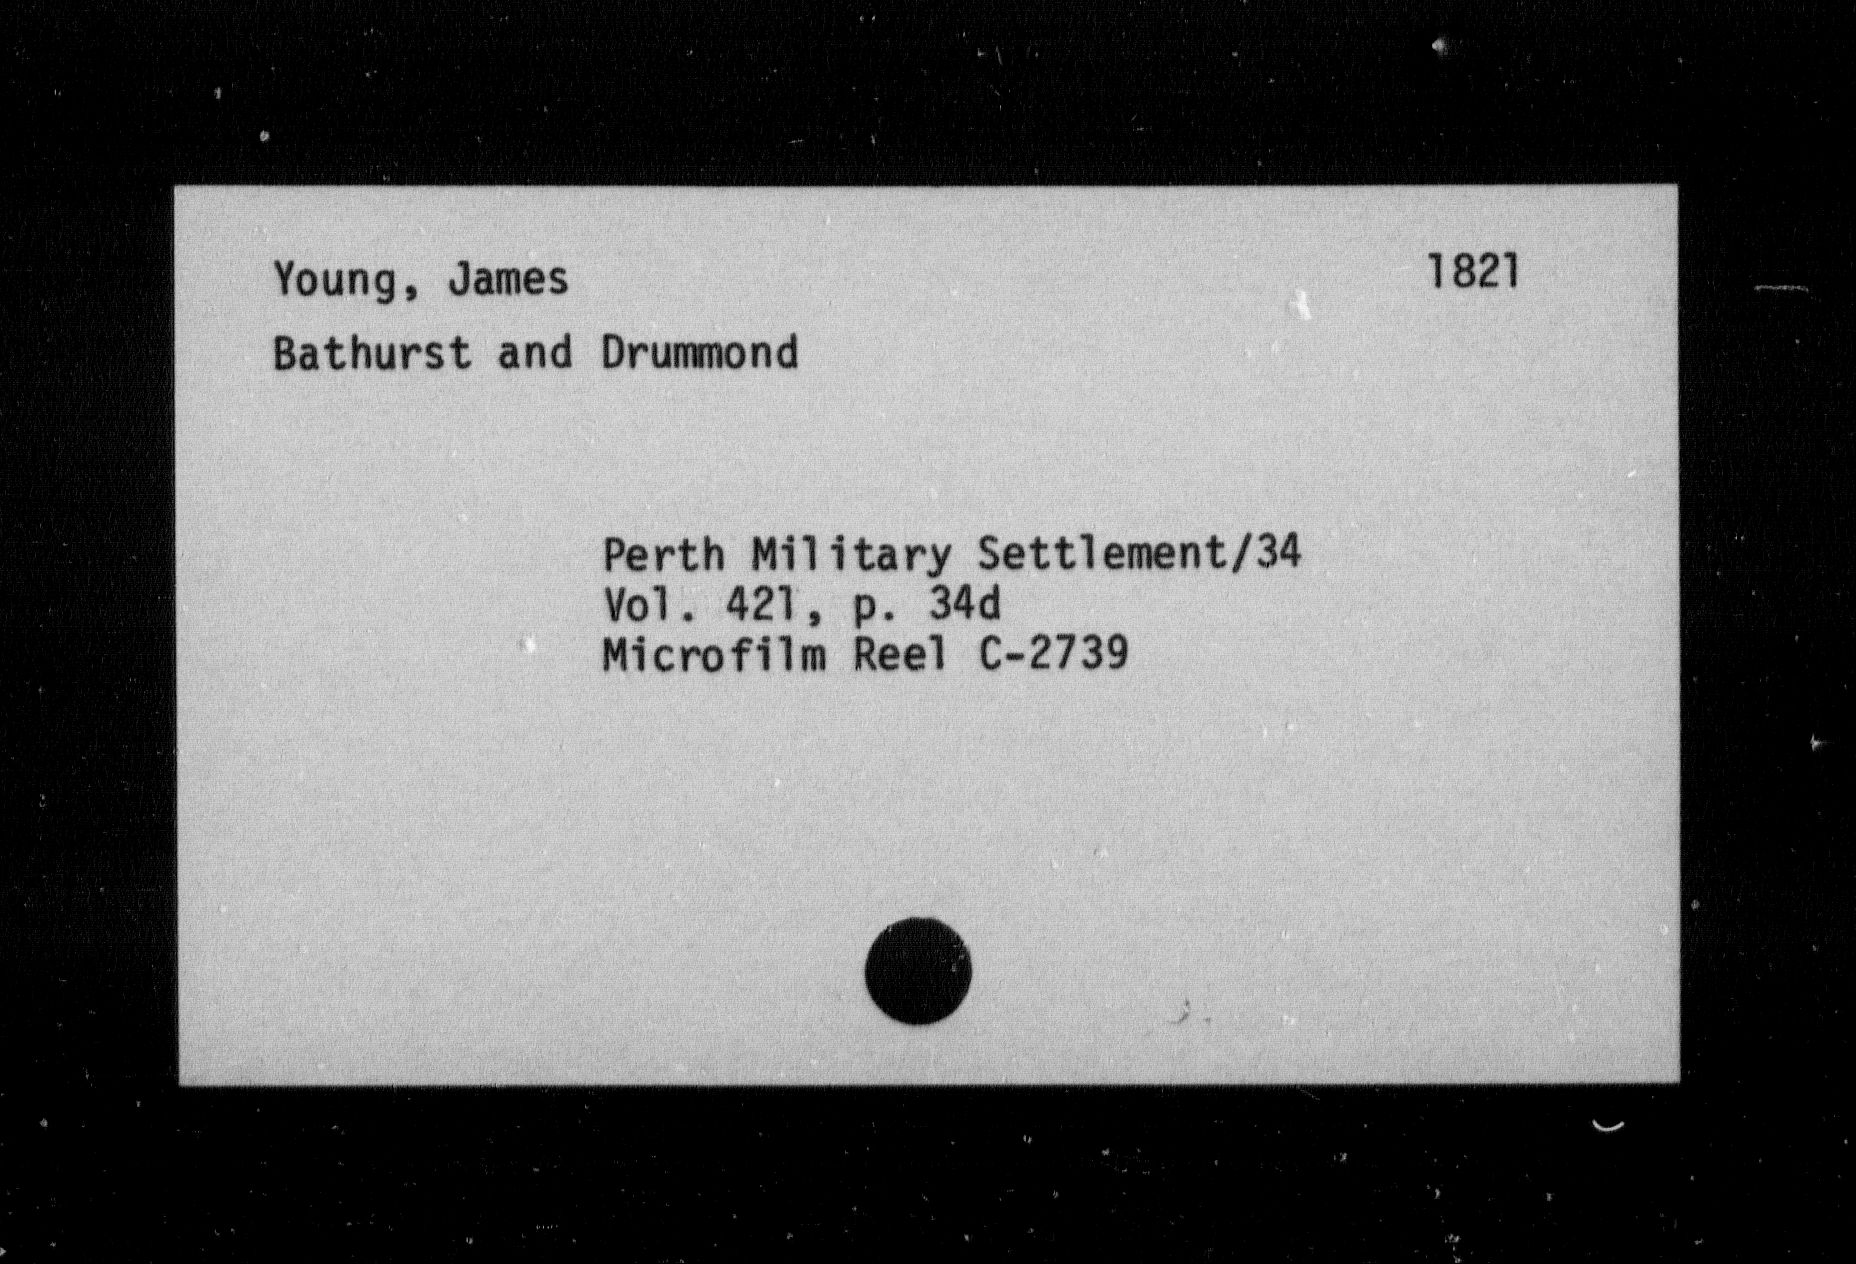 Young, James 1821
Bathurst and Drummond
Perth Military Settlement/34
Vol. 421, p. 34d
Microfilm Reel C-2739